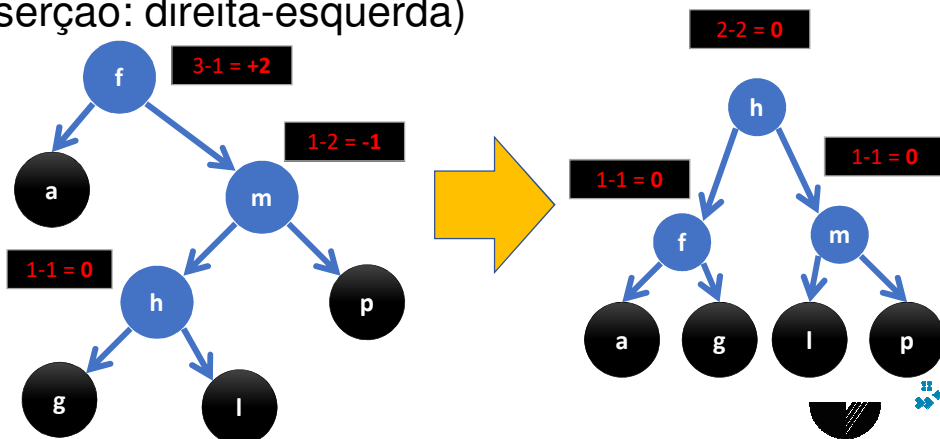 serção: direita-esquerda)
f
3-1 = +2
a
1-2 = -1
m
1-1 = 0
h
p
g
l
2-2 = 0
h
1-1 = 0
1-1 = 0
f
m
a
g
l
p